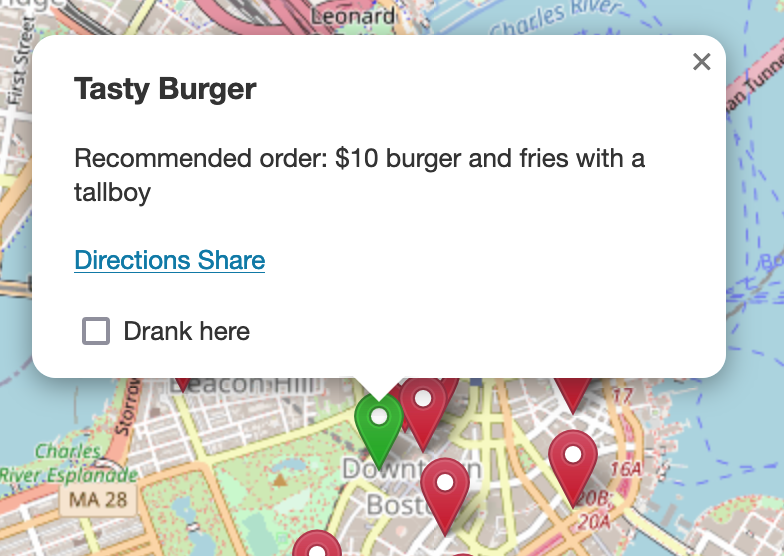 Leonard
Charles River
First Street
Tasty Burger
Recommended order: $10 burger and fries with a
tallboy
Directions Share
Drank here
Beacon Hill
Storrow
17
Charles
River Esplanade
MA 28
Downtown
Boston
16A
20B;
20A